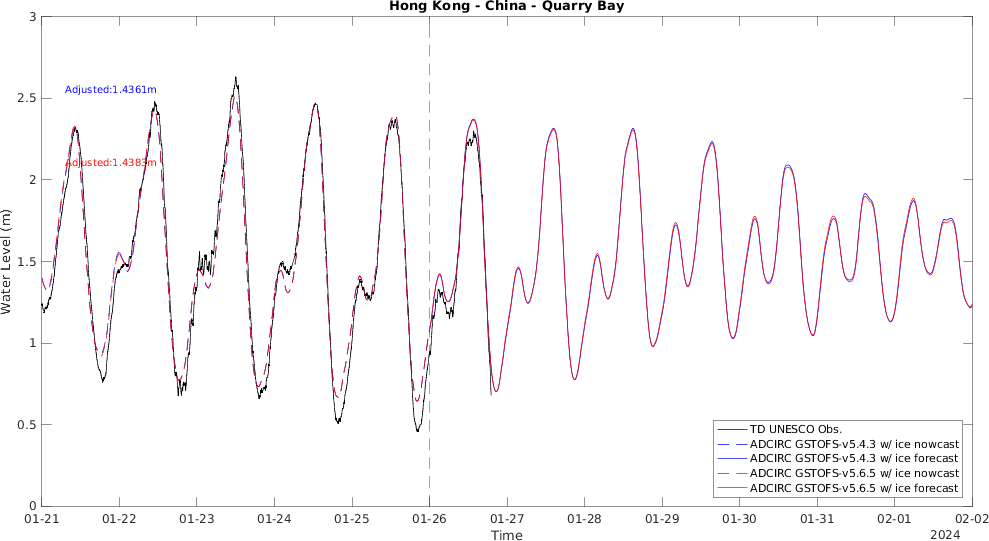 Hong Kong - China - Quarry Bay
3
2.5
2
1.5
1
0.5
0
Water Level (m)
Adjusted:1.4361m
Adjusted:1.4383m
TD UNESCO Obs.
ADCIRC GSTOFS-v5.4.3 w/ ice nowcast
ADCIRC GSTOFS-v5.4.3 w/ ice forecast
ADCIRC GSTOFS-v5.6.5 w/ ice nowcast
ADCIRC GSTOFS-v5.6.5 w/ ice forecast
01-21 01-22 01-23 01-24 01-25 01-26 01-27 01-28 01-29 01-30 01-31 02-01 02-02
Time
2024